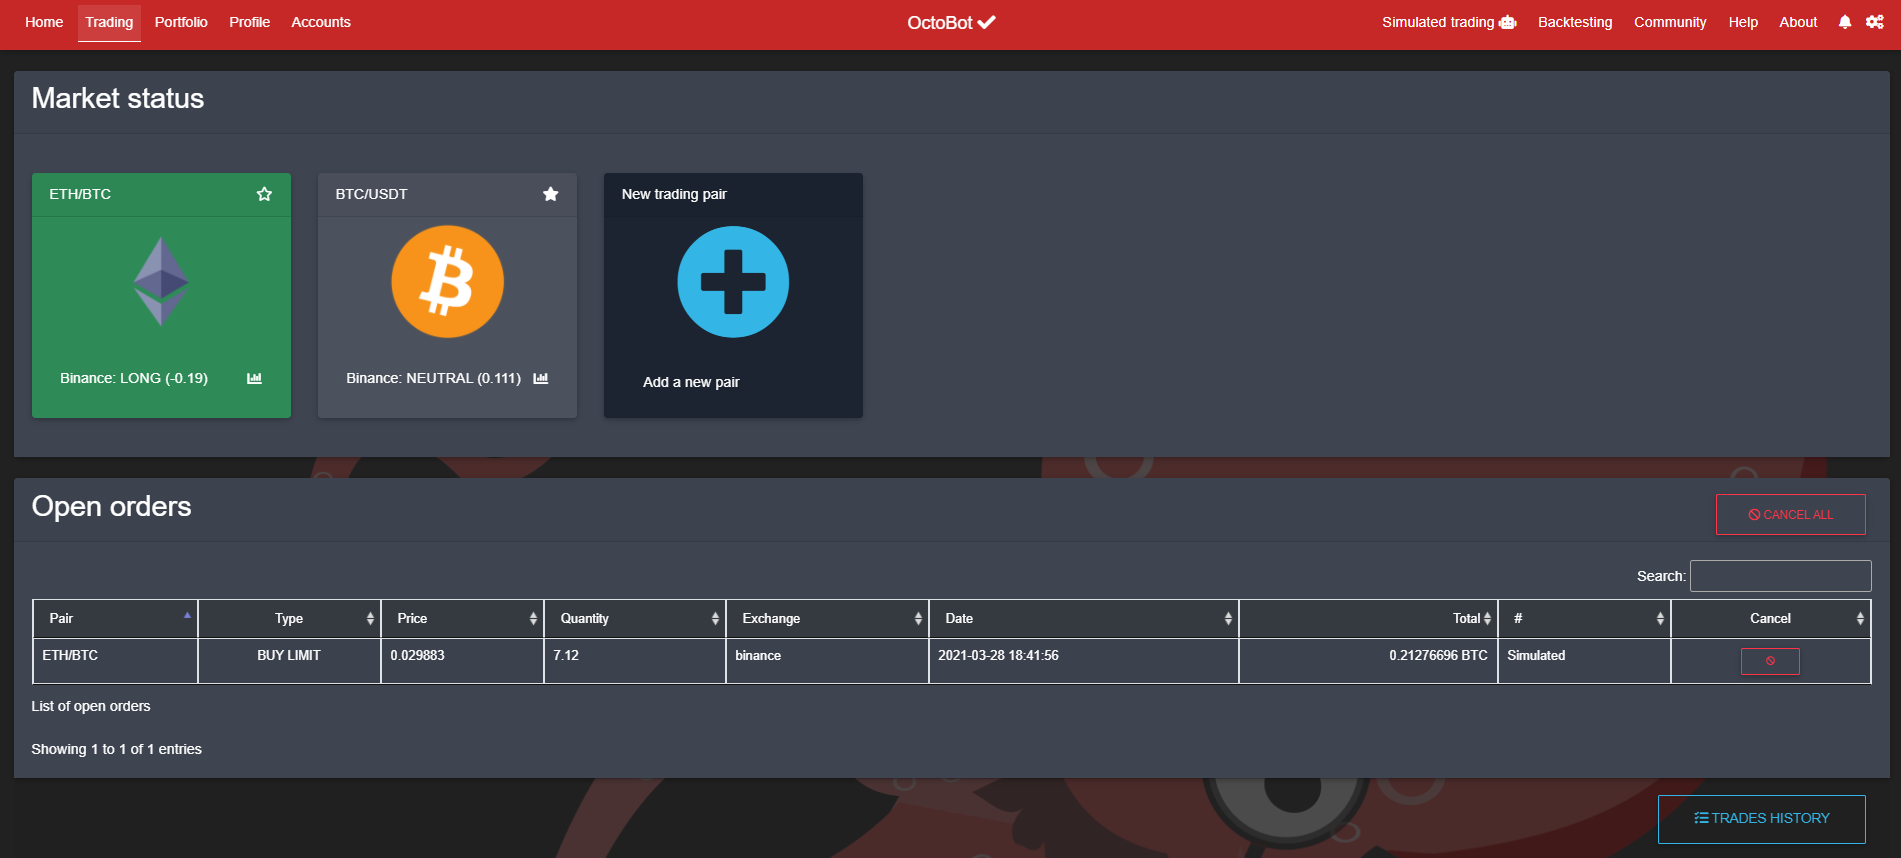 Home Trading Portfolio Profile Accounts OctoBot Simulated trading Backtesting Community Help About
Market status
ETH/BTC BTC/USDT New trading pair
Binance: LONG (-0.19) Binance: NEUTRAL (0.111) Add a new pair
Open orders
CANCEL ALL
Search:
Pair Type Price Quantity Exchange Date Total # Cancel
ETH/BTC BUY LIMIT 0.029883 7.12 binance 2021-03-28 18:41:56 0.21276696 BTC Simulated
List of open orders
Showing 1 to 1 of 1 entries
TRADES HISTORY